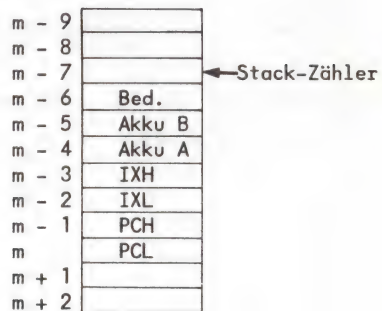 m - 9
m - 8
m - 7 Stack-Zähler
m - 6 Bed.
m - 5 Akku B
m - 4 Akku A
m - 3 IXH
m - 2 IXL
m - 1 PCH
m PCL
m + 1
m + 2